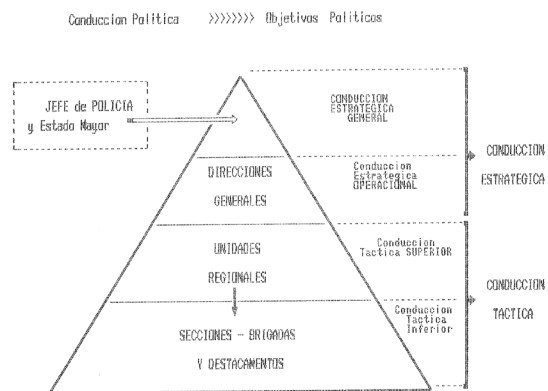 Conduccion Politica >>>>>>>> Objetivos Politicos
JEFE de POLICIA
y Estado Mayor
CONDUCCION
ESTRATEGICA
GENERAL
DIRECCIONES
GENERALES
Conduccion
Estrategica
OPERACIONAL
CONDUCCION
ESTRATEGICA
UNIDADES
REGIONALES
Conduccion
Tactica SUPERIOR
SECCIONES - BRIGADAS
Y DESTACAMENTOS
Conduccion
Tactica
Inferior
CONDUCCION
TACTICA